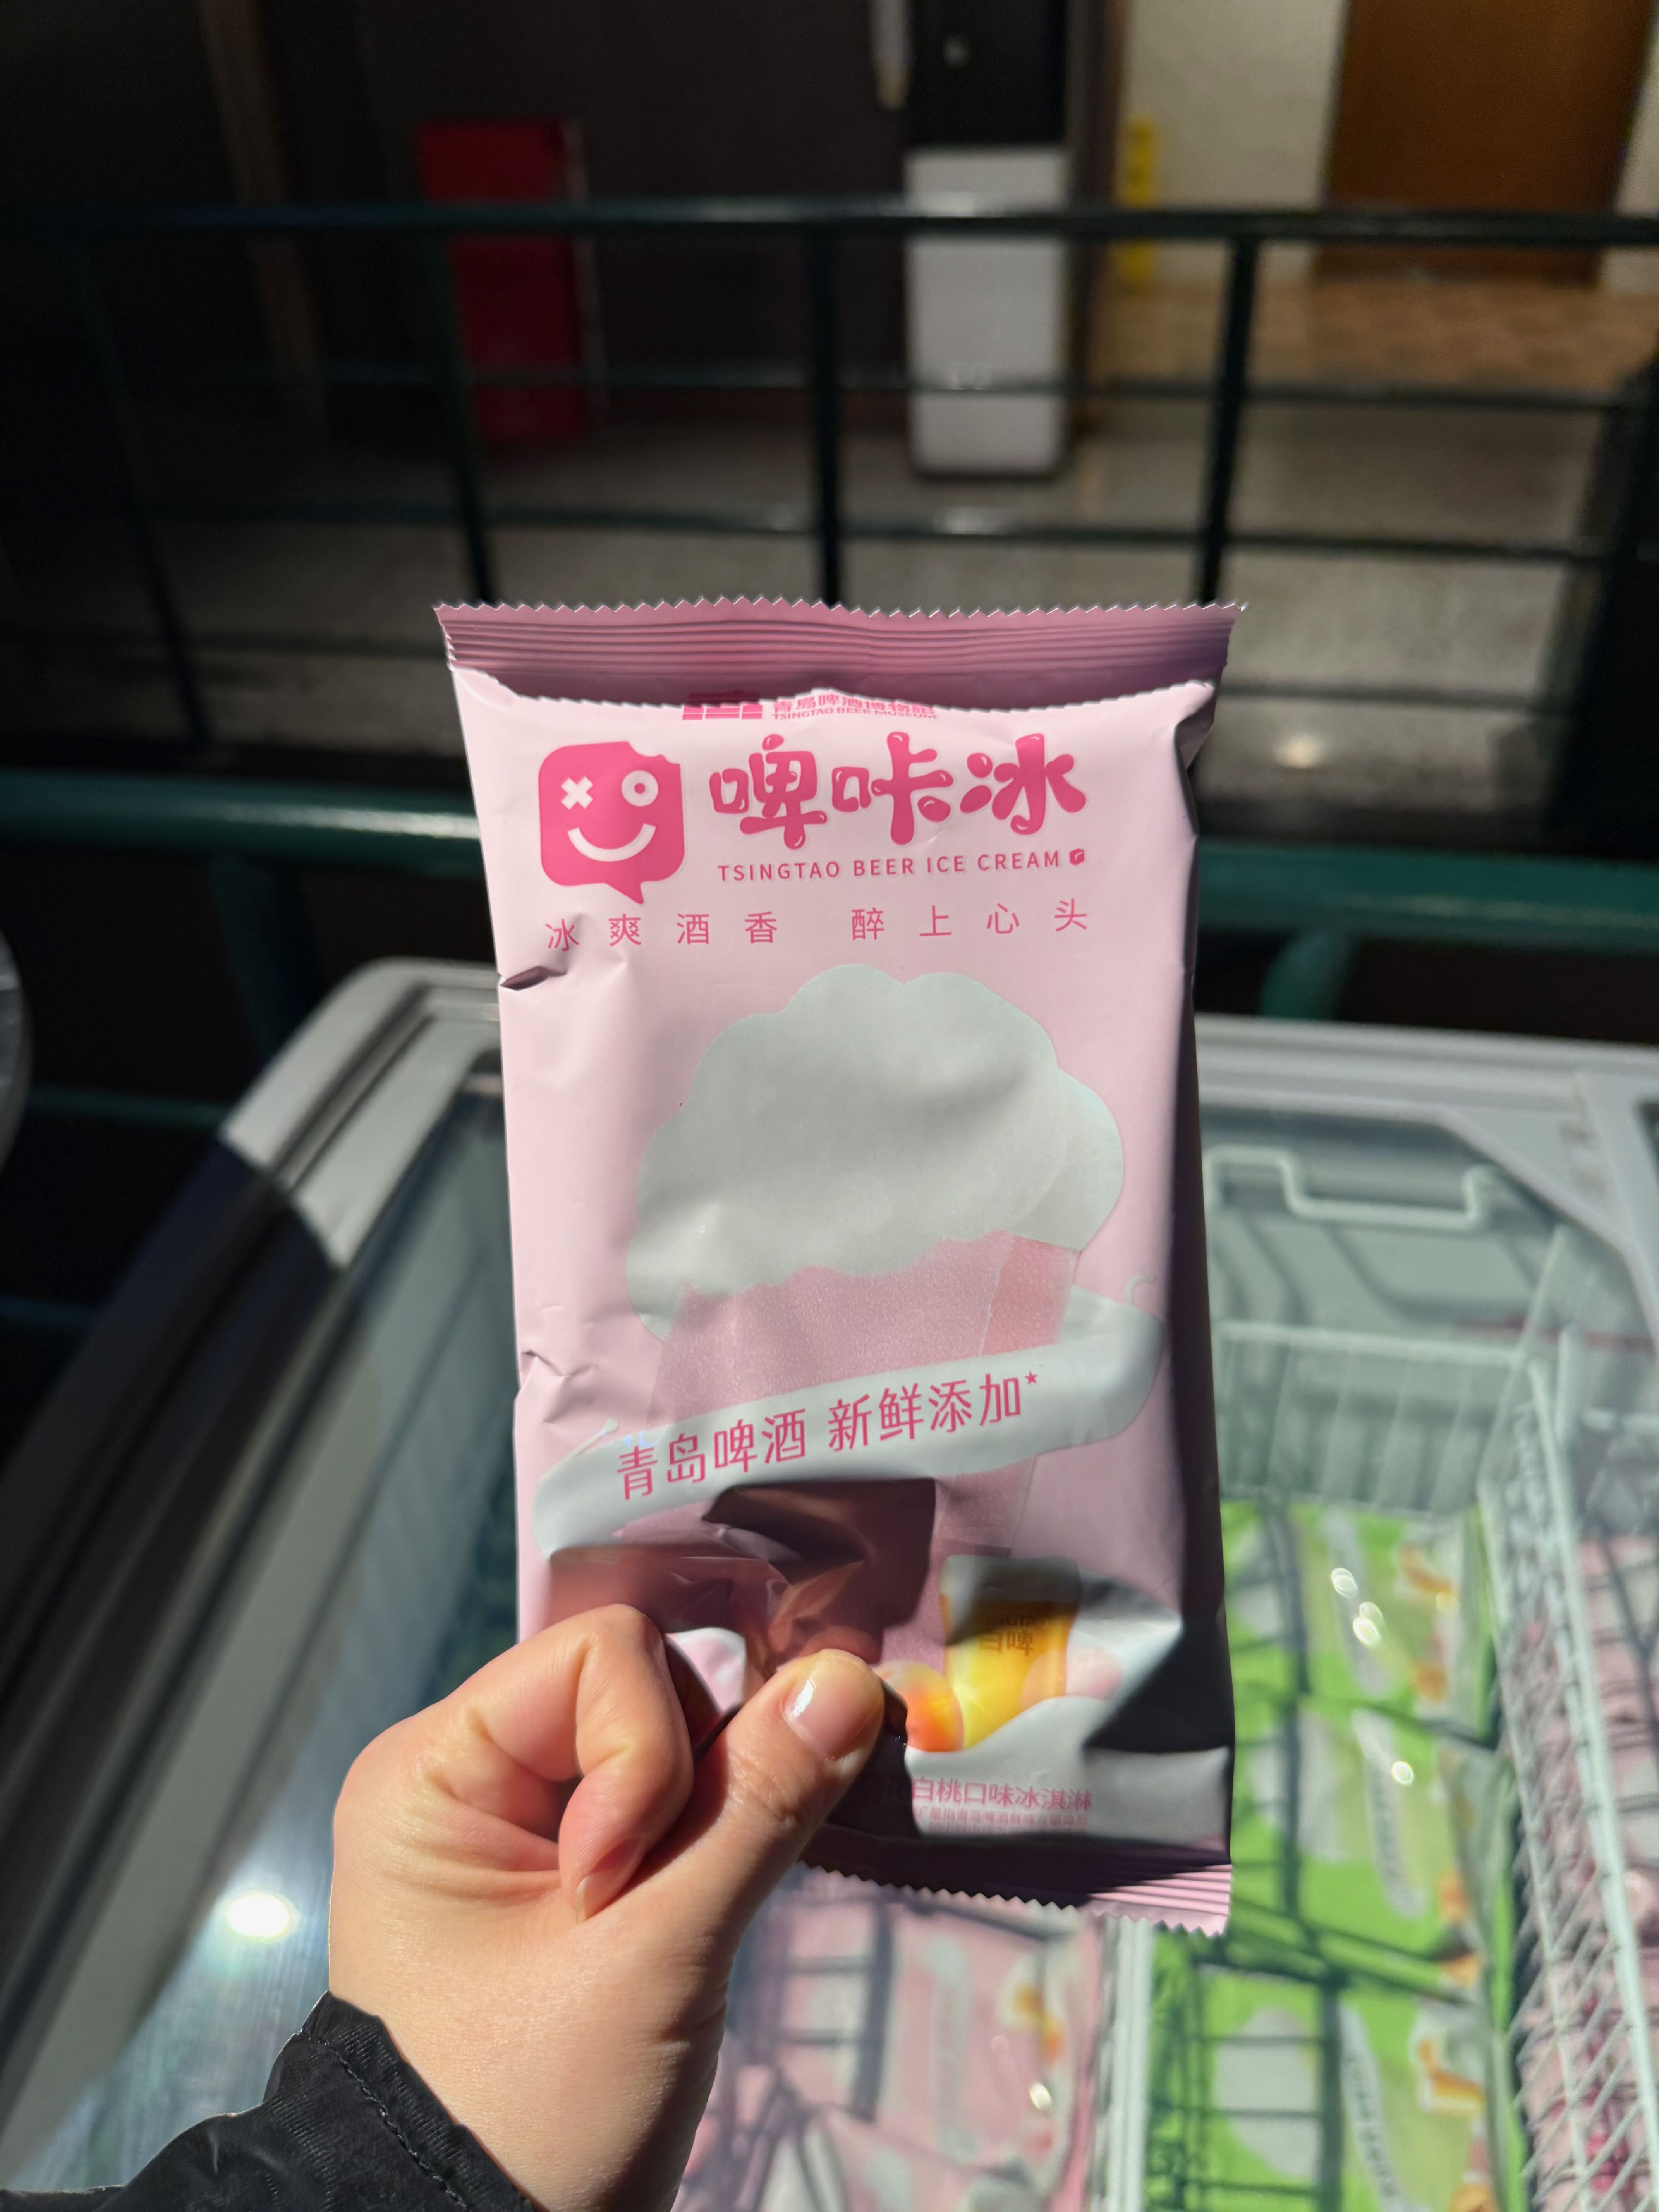 青島啤酒博物館
TSINGTAO BEER MUSEUM
啤咔冰
TSINGTAO BEER ICE CREAM
冰爽酒香 醉上心头
青岛啤酒 新鲜添加*
白啤
白桃口味冰淇淋